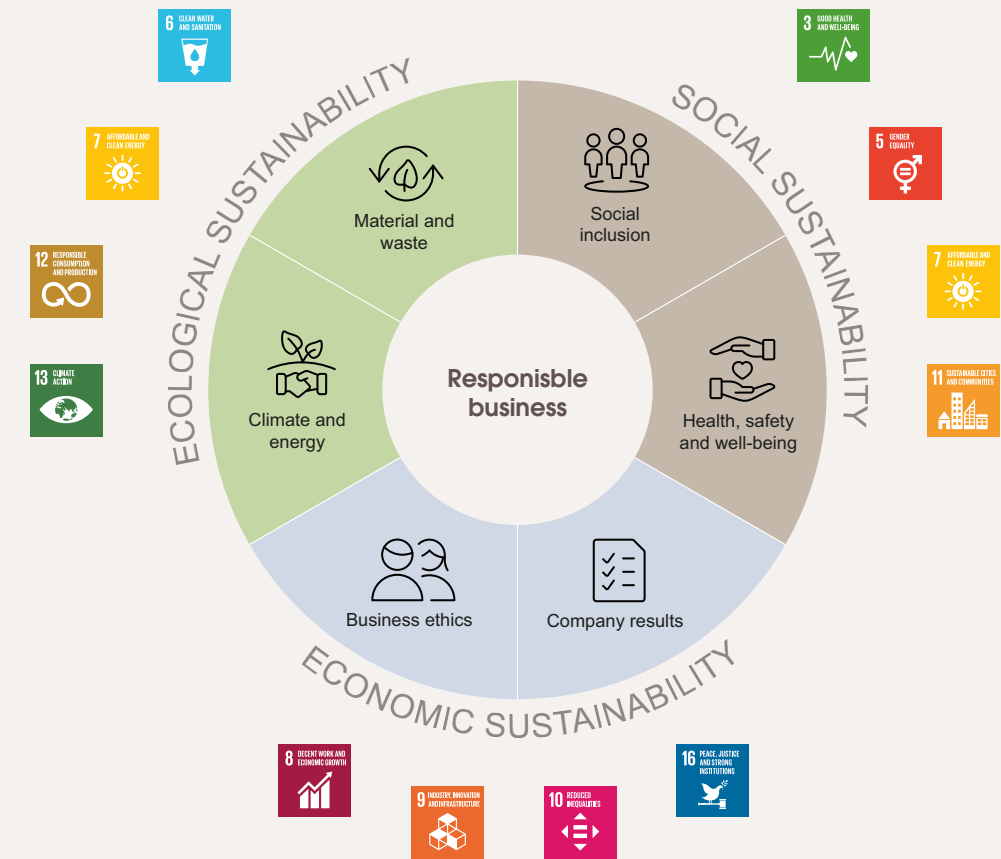 6 CLEAN WATER
AND SANITATION
3 GOOD HEALTH
AND WELL-BEING
7 AFFORDABLE AND
CLEAN ENERGY
5 GENDER
EQUALITY
12 RESPONSIBLE
CONSUMPTION
AND PRODUCTION
7 AFFORDABLE AND
CLEAN ENERGY
13 CLIMATE
ACTION
11 SUSTAINABLE CITIES
AND COMMUNITIES
ECOLOGICAL SUSTAINABILITY
SOCIAL SUSTAINABILITY
Material and
waste
Social
inclusion
Climate and
energy
Responisble
business
Health, safety
and well-being
Business ethics
Company results
ECONOMIC SUSTAINABILITY
8 DECENT WORK AND
ECONOMIC GROWTH
9 INDUSTRY, INNOVATION
AND INFRASTRUCTURE
10 REDUCED
INEQUALITIES
16 PEACE, JUSTICE
AND STRONG
INSTITUTIONS